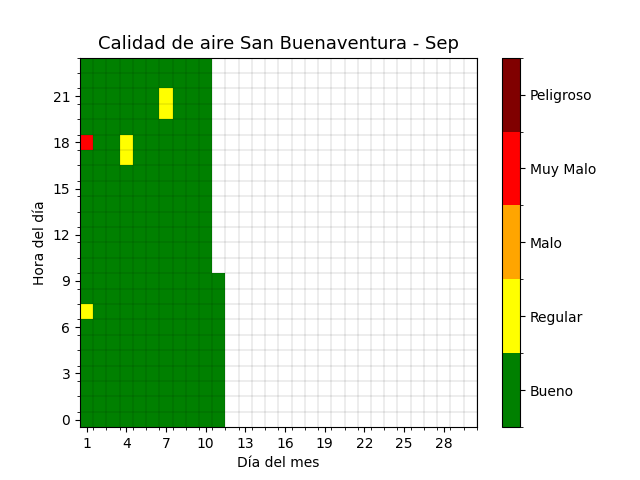 Calidad de aire San Buenaventura - Sep
Hora del día
21
18
15
12
9
6
3
0
1 4 7 10 13 16 19 22 25 28
Día del mes
Peligroso
Muy Malo
Malo
Regular
Bueno